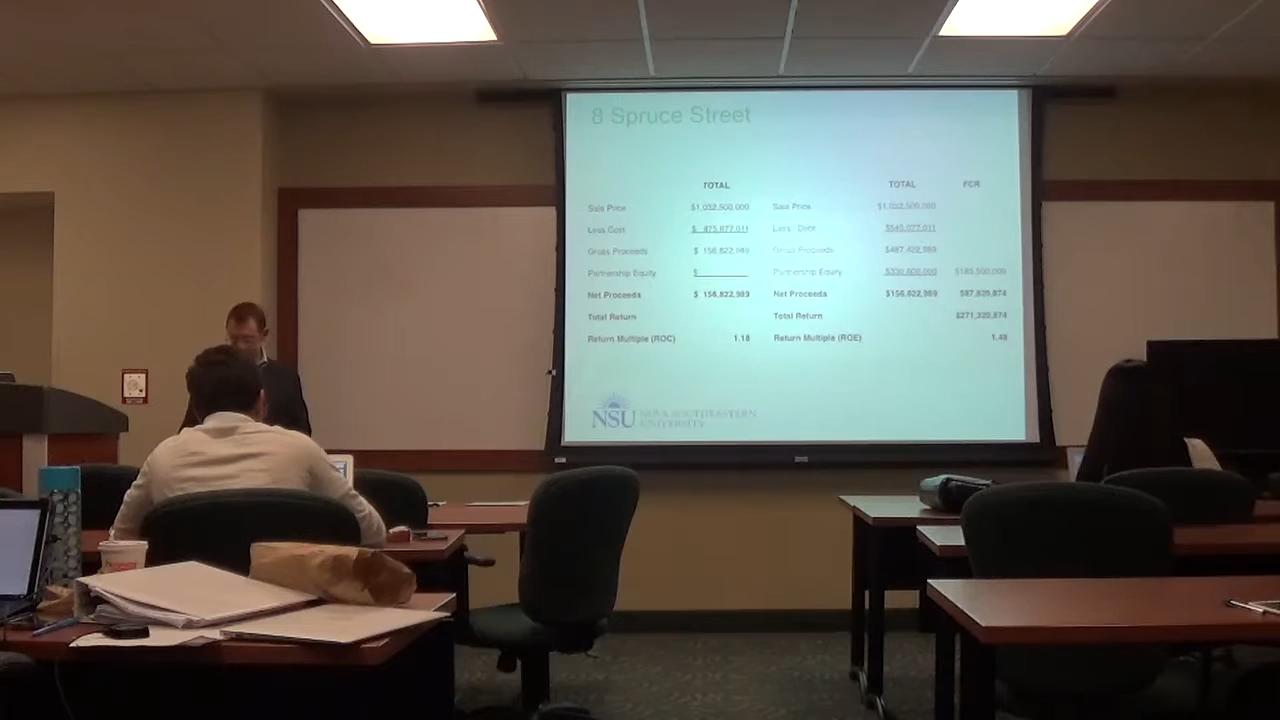 8 Spruce Street
TOTAL TOTAL FCR
Sale Price $1,032,500,000 Sale Price $1,032,500,000
Less Cost $ 875,677,011 Less Debt $545,077,011
Gross Proceeds $ 156,822,989 Gross Proceeds $487,422,989
Partnership Equity $ Partnership Equity $330,600,000 $183,500,000
Net Proceeds $ 156,822,989 Net Proceeds $156,822,989 $87,820,874
Total Return Total Return $271,320,874
Return Multiple (ROC) 1.18 Return Multiple (ROE) 1.48
NSU NOVA SOUTHEASTERN
UNIVERSITY